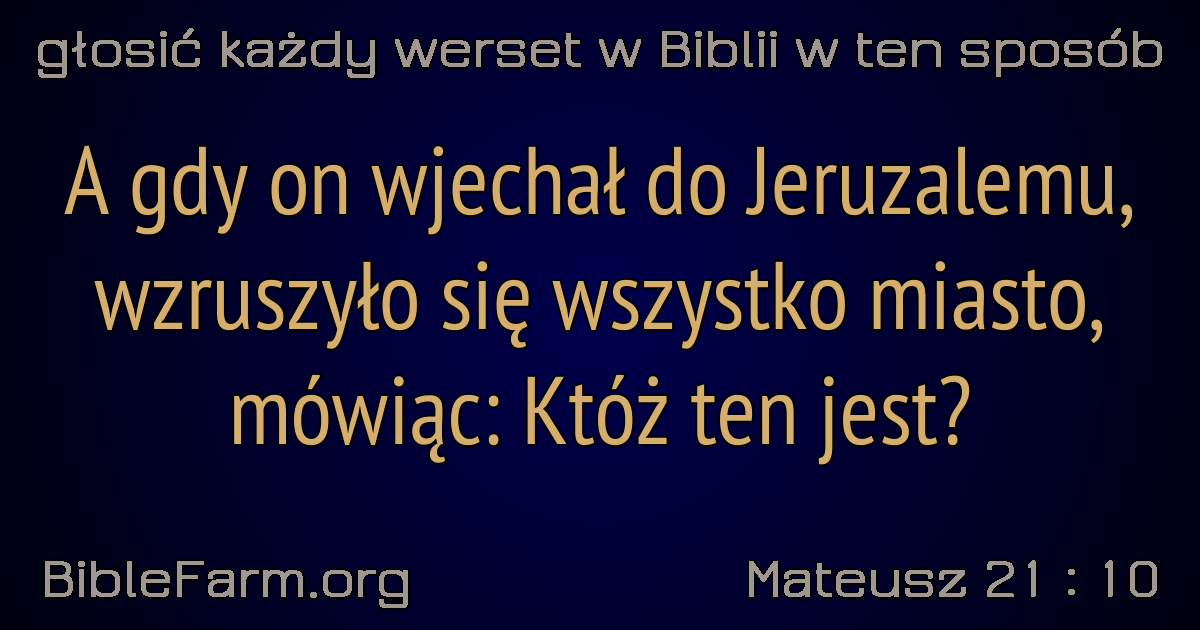 głosić każdy werset w Biblii w ten sposób
A gdy on wjechał do Jeruzalemu,
wzruszyło się wszystko miasto,
mówiąc: Któż ten jest?
BibleFarm.org
Mateusz 21 : 10